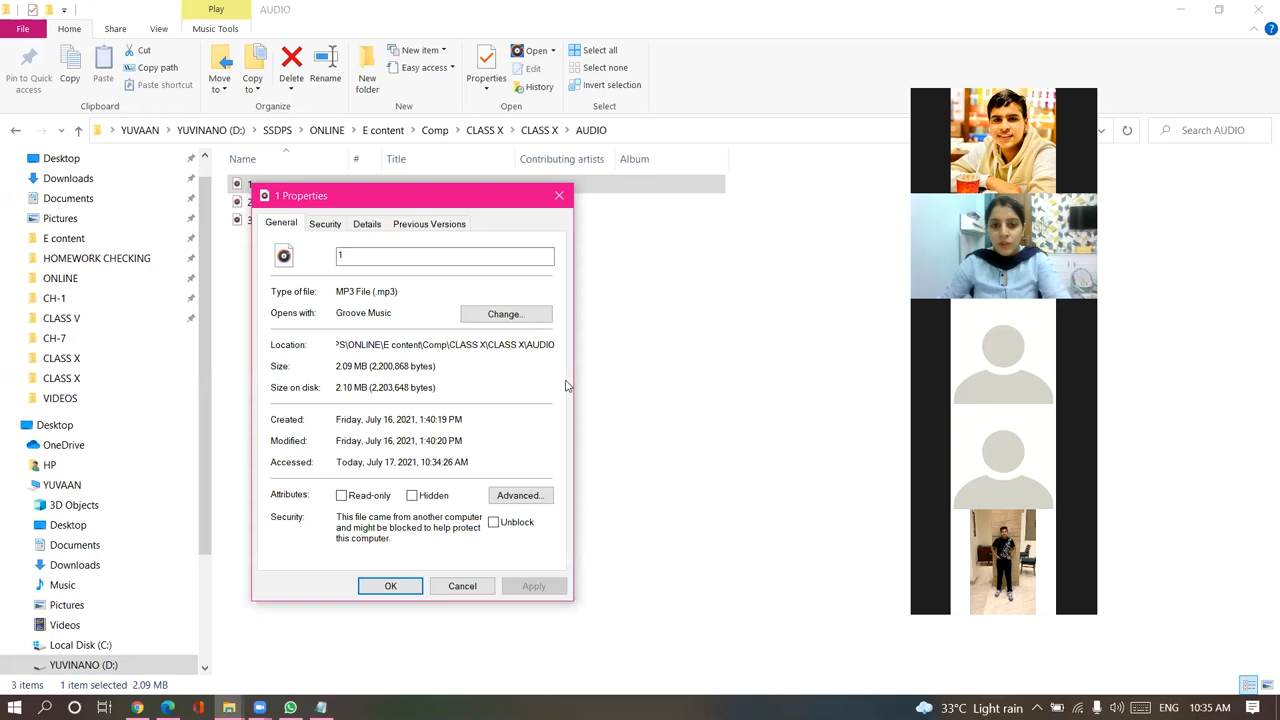 Play
AUDIO
File
Home
Share
View
Music Tools
Pin to Quick access
Copy
Paste
Cut
Copy path
Paste shortcut
Clipboard
Move to
Copy to
Delete
Rename
Organize
New folder
New item
Easy access
New
Properties
Open
Edit
History
Open
Select all
Select none
Invert selection
Select
YUVAAN > YUVINANO (D:) > SSDPS > ONLINE > E content > Comp > CLASS X > CLASS X > AUDIO
Search AUDIO
Name
#
Title
Contributing artists
Album
Desktop
Downloads
Documents
Pictures
E content
HOMEWORK CHECKING
ONLINE
CH-1
CLASS V
CH-7
CLASS X
CLASS X
VIDEOS
Desktop
OneDrive
HP
YUVAAN
3D Objects
Desktop
Documents
Downloads
Music
Pictures
Videos
Local Disk (C:)
YUVINANO (D:)
1 Properties
General
Security
Details
Previous Versions
1
Type of file: MP3 File (.mp3)
Opens with: Groove Music
Change...
Location: PS\ONLINE\E content\Comp\CLASS X\CLASS X\AUDIO
Size: 2.09 MB (2,200,868 bytes)
Size on disk: 2.10 MB (2,203,648 bytes)
Created: Friday, July 16, 2021, 1:40:19 PM
Modified: Friday, July 16, 2021, 1:40:20 PM
Accessed: Today, July 17, 2021, 10:34:26 AM
Attributes: Read-only Hidden Advanced...
Security: This file came from another computer
and might be blocked to help protect
this computer.
Unblock
OK
Cancel
Apply
3 items
1 item selected 2.09 MB
33°C Light rain
ENG
10:35 AM